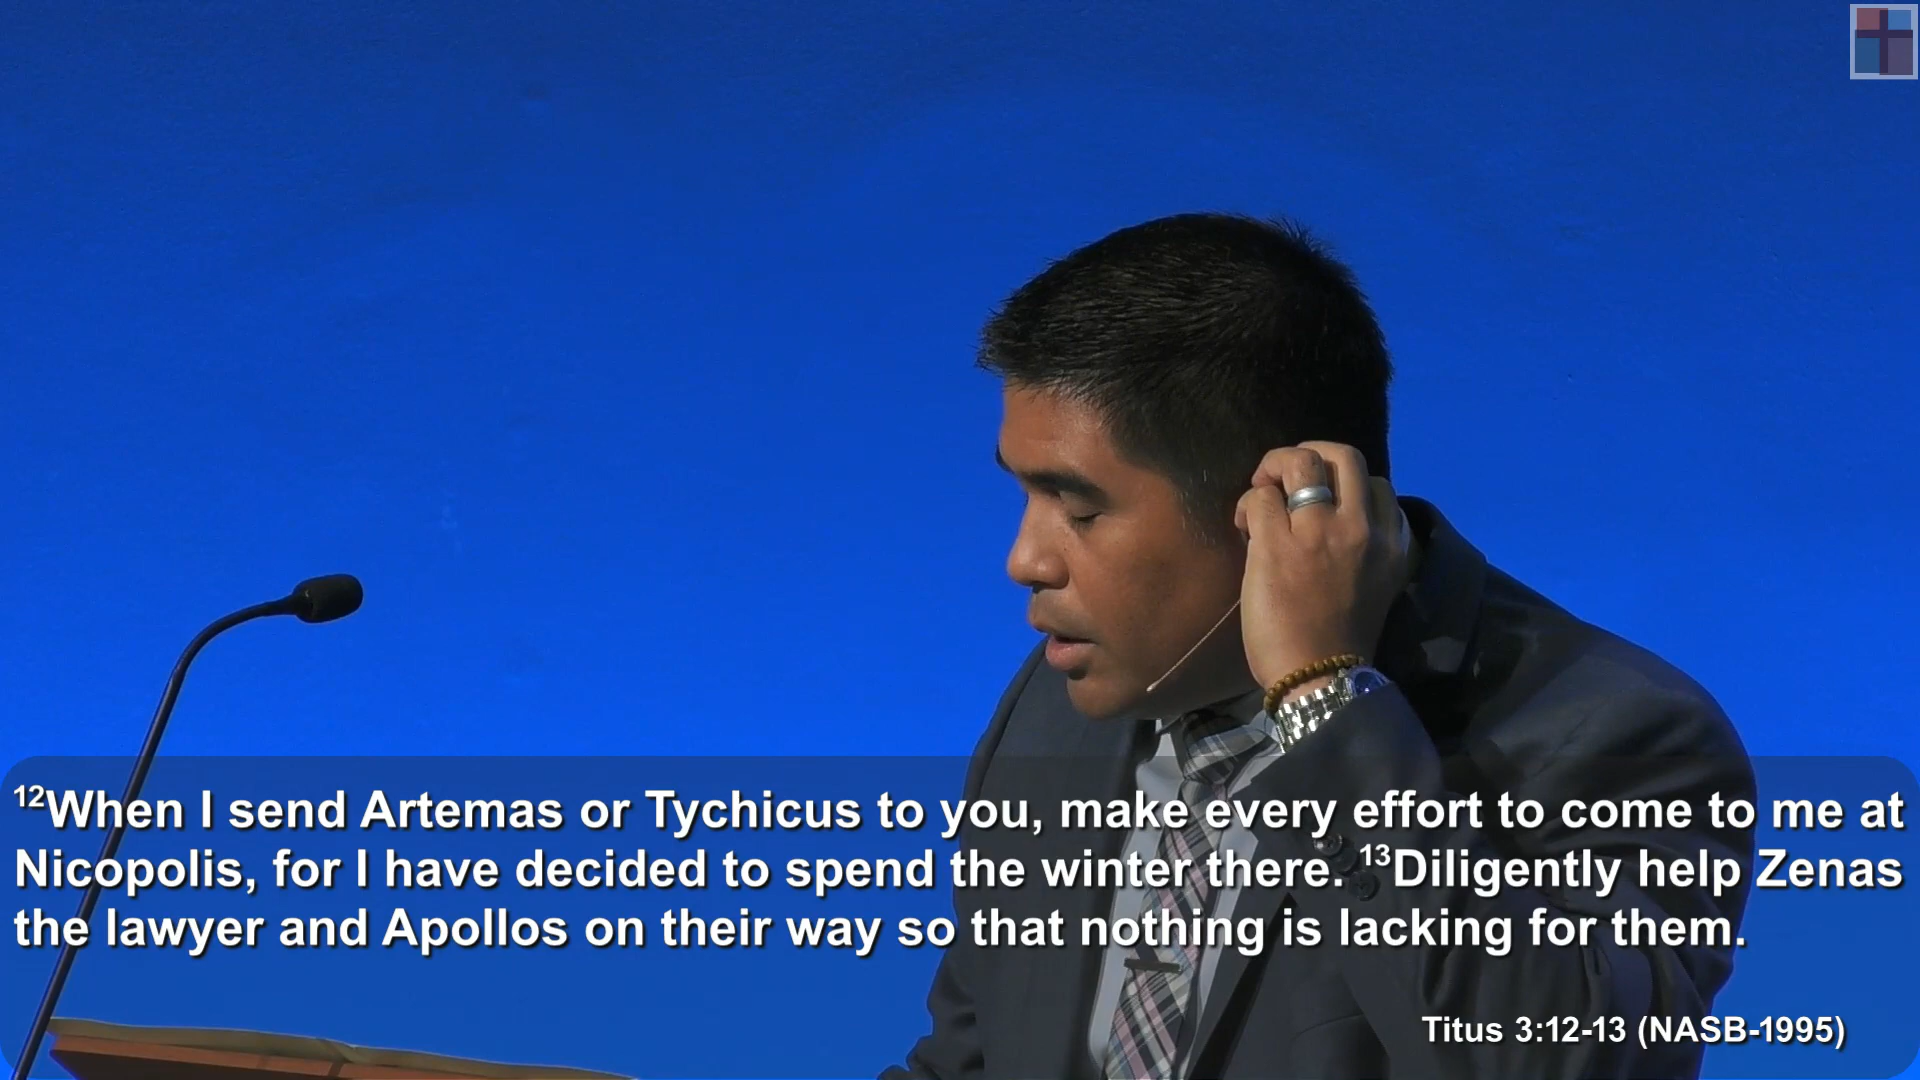 ¹²When I send Artemas or Tychicus to you, make every effort to come to me at
Nicopolis, for I have decided to spend the winter there. ¹³Diligently help Zenas
the lawyer and Apollos on their way so that nothing is lacking for them.
Titus 3:12-13 (NASB-1995)